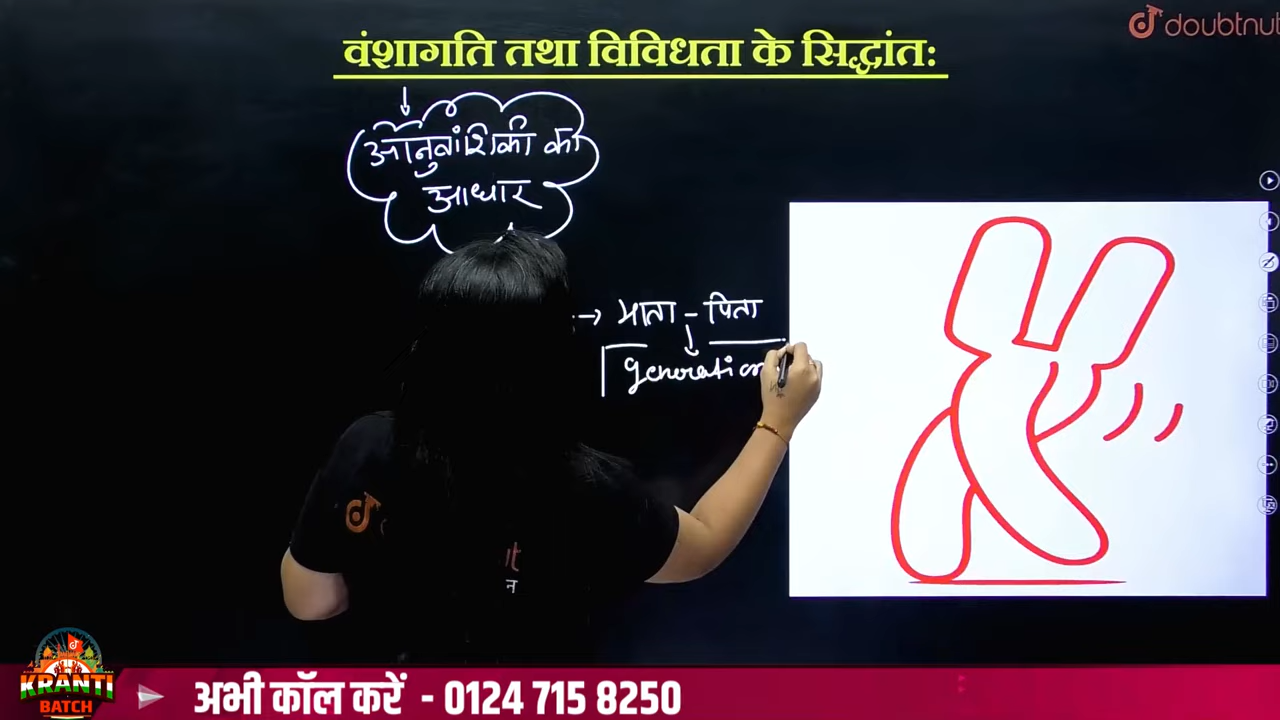 doubtnut
वंशागति तथा विविधता के सिद्धांत:
आनुवांशिकी का
आधार
→ माता - पिता
Generation
KRANTI
BATCH
अभी कॉल करें - 0124 715 8250